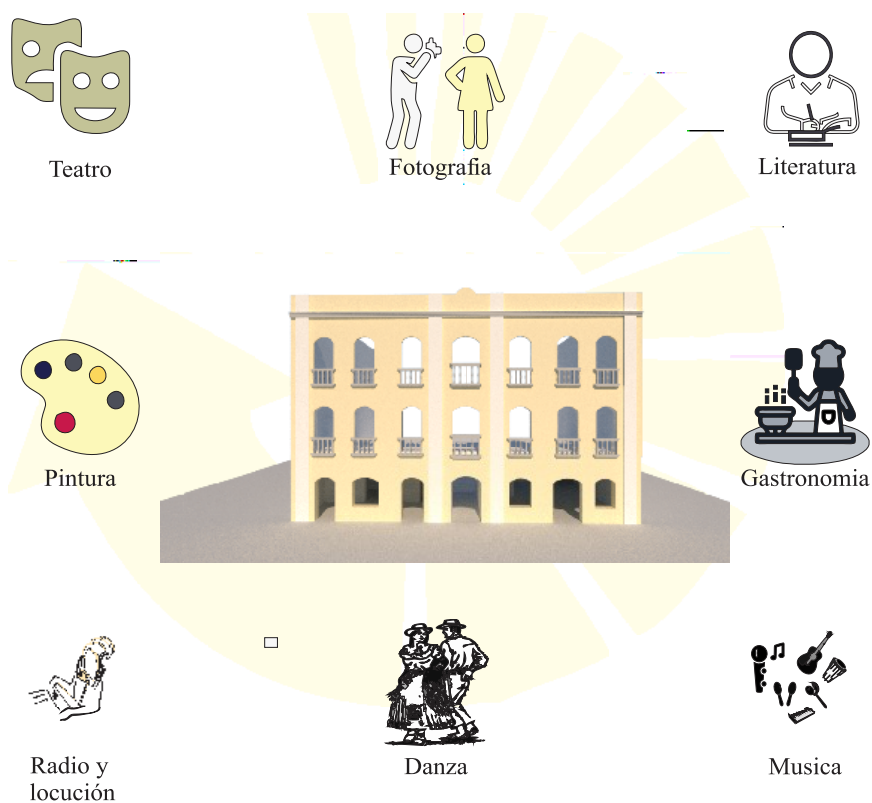 Teatro
Fotografia
Literatura
Pintura
Gastronomia
Radio y
locución
Danza
Musica